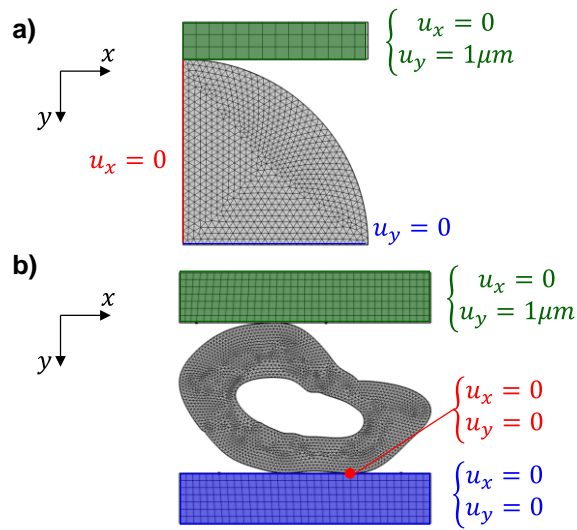 a)
x
y
{u_x = 0
u_y = 1μm
u_x = 0
u_y = 0
b)
x
y
{u_x = 0
u_y = 1μm
{u_x = 0
u_y = 0
{u_x = 0
u_y = 0